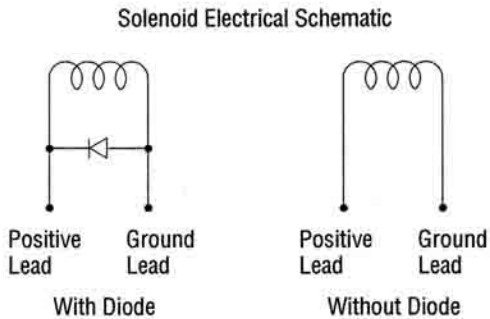 Solenoid Electrical Schematic
Positive Lead
Ground Lead
With Diode
Positive Lead
Ground Lead
Without Diode